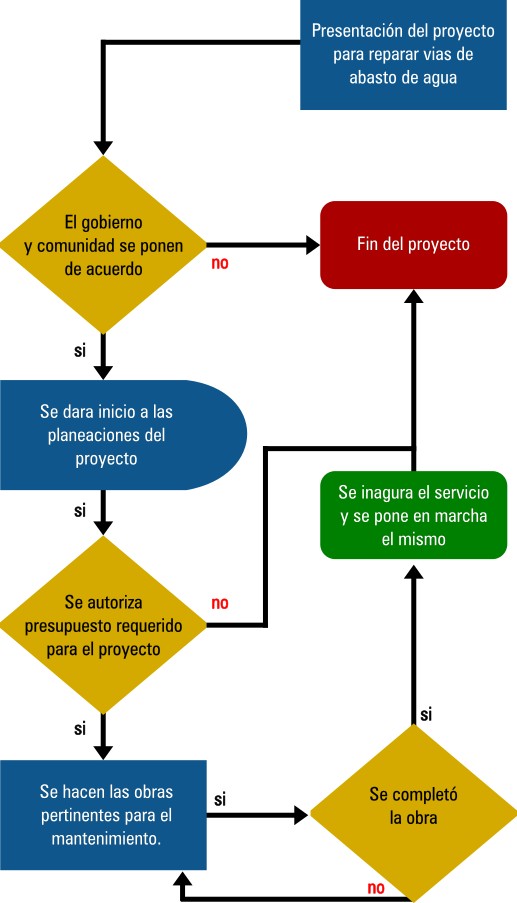 Presentación del proyecto
para reparar vias de
abasto de agua
El gobierno
y comunidad se ponen
de acuerdo
no
Fin del proyecto
si
Se dara inicio a las
planeaciones del
proyecto
si
Se inagura el servicio
y se pone en marcha
el mismo
Se autoriza
presupuesto requerido
para el proyecto
no
si
si
Se hacen las obras
pertinentes para el
mantenimiento.
si
Se completó
la obra
no